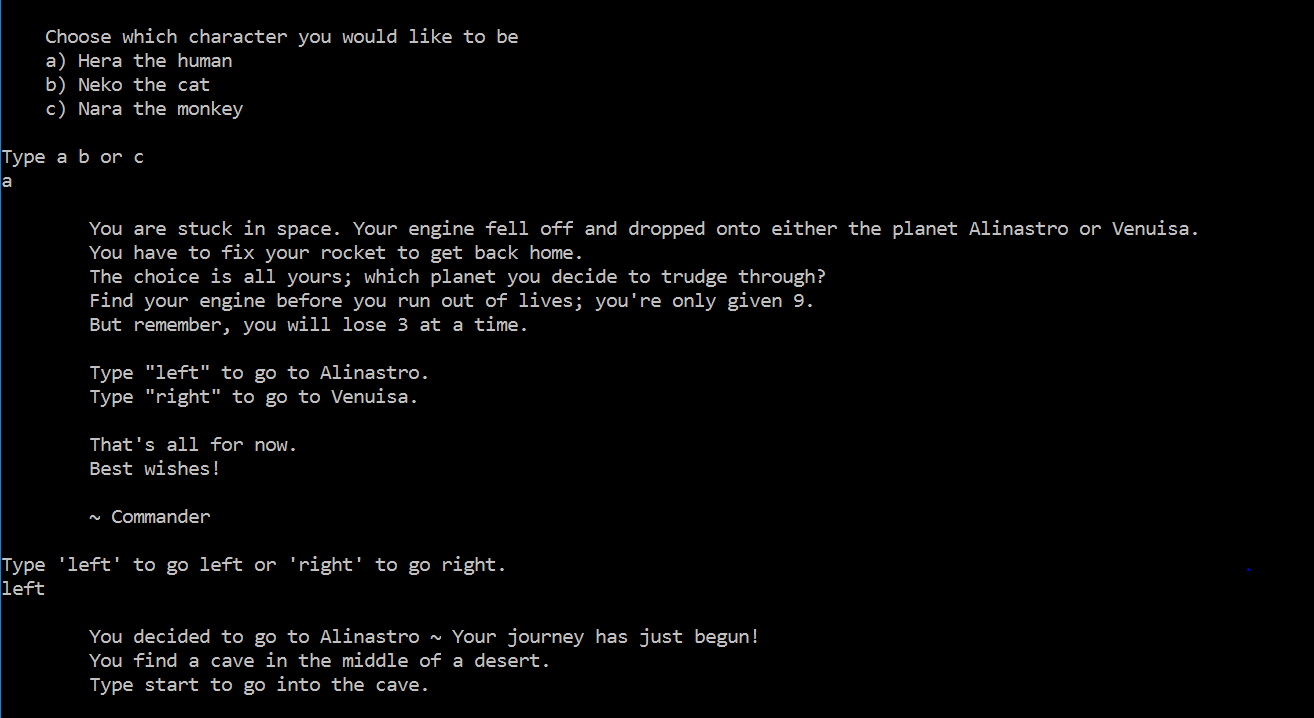 Choose which character you would like to be
a) Hera the human
b) Neko the cat
c) Nara the monkey
Type a b or c
a
You are stuck in space. Your engine fell off and dropped onto either the planet Alinastro or Venuisa.
You have to fix your rocket to get back home.
The choice is all yours; which planet you decide to trudge through?
Find your engine before you run out of lives; you're only given 9.
But remember, you will lose 3 at a time.
Type "left" to go to Alinastro.
Type "right" to go to Venuisa.
That's all for now.
Best wishes!
~ Commander
Type 'left' to go left or 'right' to go right.
left
You decided to go to Alinastro ~ Your journey has just begun!
You find a cave in the middle of a desert.
Type start to go into the cave.